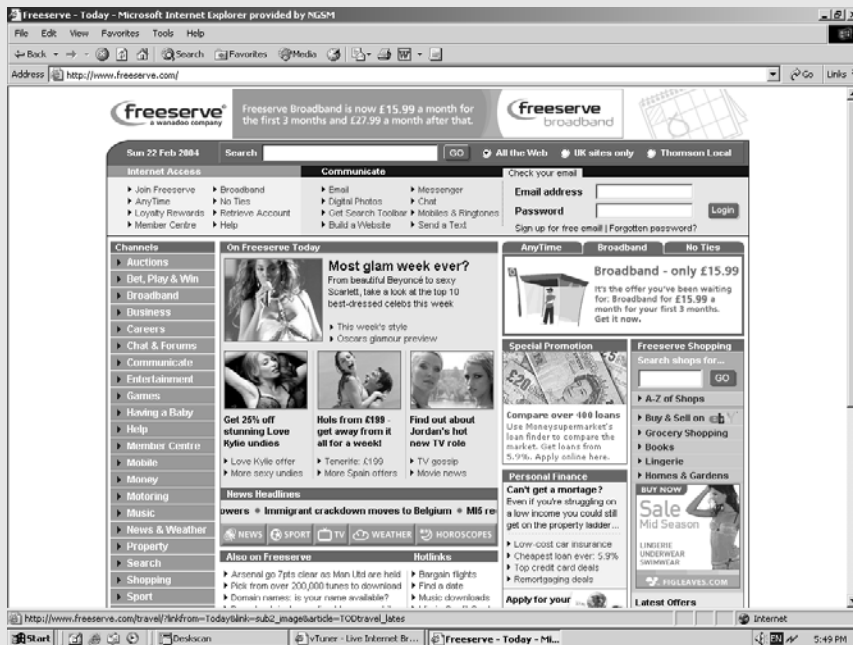 Freeserve - Today - Microsoft Internet Explorer provided by NGSM
File Edit View Favorites Tools Help
Back Search Favorites Media
Address http://www.freeserve.com/ Go Links
freeserve
a wanadoo company
Freeserve Broadband is now £15.99 a month for
the first 3 months and £27.99 a month after that.
freeserve
broadband
Sun 22 Feb 2004 Search GO All the Web UK sites only Thomson Local
Internet Access
Join Freeserve
AnyTime
Loyalty Rewards
Member Centre
Broadband
No Ties
Retrieve Account
Help
Communicate
Email
Digital Photos
Get Search Toolbar
Build a Website
Messenger
Chat
Mobiles & Ringtones
Send a Text
Check your email
Email address
Password Login
Sign up for free email | Forgotten password?
Channels
Auctions
Bet, Play & Win
Broadband
Business
Careers
Chat & Forums
Communicate
Entertainment
Games
Having a Baby
Help
Member Centre
Mobile
Money
Motoring
Music
News & Weather
Property
Search
Shopping
Sport
On Freeserve Today
Most glam week ever?
From beautiful Beyoncé to sexy
Scarlett, take a look at the top 10
best-dressed celebs this week
This week's style
Oscars glamour preview
Get 25% off
stunning Love
Kylie undies
Love Kylie offer
More sexy undies
Hols from £199 -
get away from it
all for a week!
Tenerife: £199
More Spain offers
Find out about
Jordan's hot
new TV role
TV gossip
Movie news
News Headlines
owers Immigrant crackdown moves to Belgium MI5 re
NEWS SPORT TV WEATHER HOROSCOPES
Also on Freeserve
Arsenal go 7pts clear as Man Utd are held
Pick from over 200,000 tunes to download
Domain names: is your name available?
Hotlinks
Bargain flights
Find a date
Music downloads
AnyTime Broadband No Ties
Broadband - only £15.99
It's the offer you've been waiting
for: Broadband for £15.99 a
month for your first 3 months.
Get it now.
Special Promotion
£20
Compare over 400 loans
Use Moneysupermarket's
loan finder to compare the
market. Get loans from
5.9%. Apply online here.
Personal Finance
Can't get a mortage?
Even if you're struggling on
a low income you could still
get on the property ladder...
Low-cost car insurance
Cheapest loan ever: 5.9%
Top credit card deals
Remortgaging deals
Apply for your
Freeserve Shopping
Search shops for...
GO
A-Z of Shops
Buy & Sell on ebY
Grocery Shopping
Books
Lingerie
Homes & Gardens
BUY NOW
Sale
Mid Season
LINGERIE
UNDERWEAR
SWIMWEAR
FIGLEAVES.COM
Latest Offers
http://www.freeserve.com/travel/?linkfrom=Today&link=sub2_image&article=TODtravel_lates Internet
Start Deskscan vTuner - Live Internet Br... Freeserve - Today - Mi... EN 5:49 PM